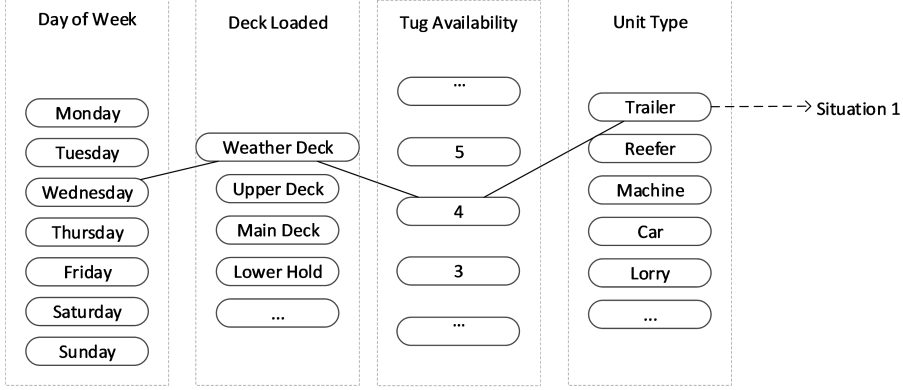 Day of Week
Monday
Tuesday
Wednesday
Thursday
Friday
Saturday
Sunday
Deck Loaded
Weather Deck
Upper Deck
Main Deck
Lower Hold
...
Tug Availability
...
5
4
3
...
Unit Type
Trailer
Reefer
Machine
Car
Lorry
...
Situation 1